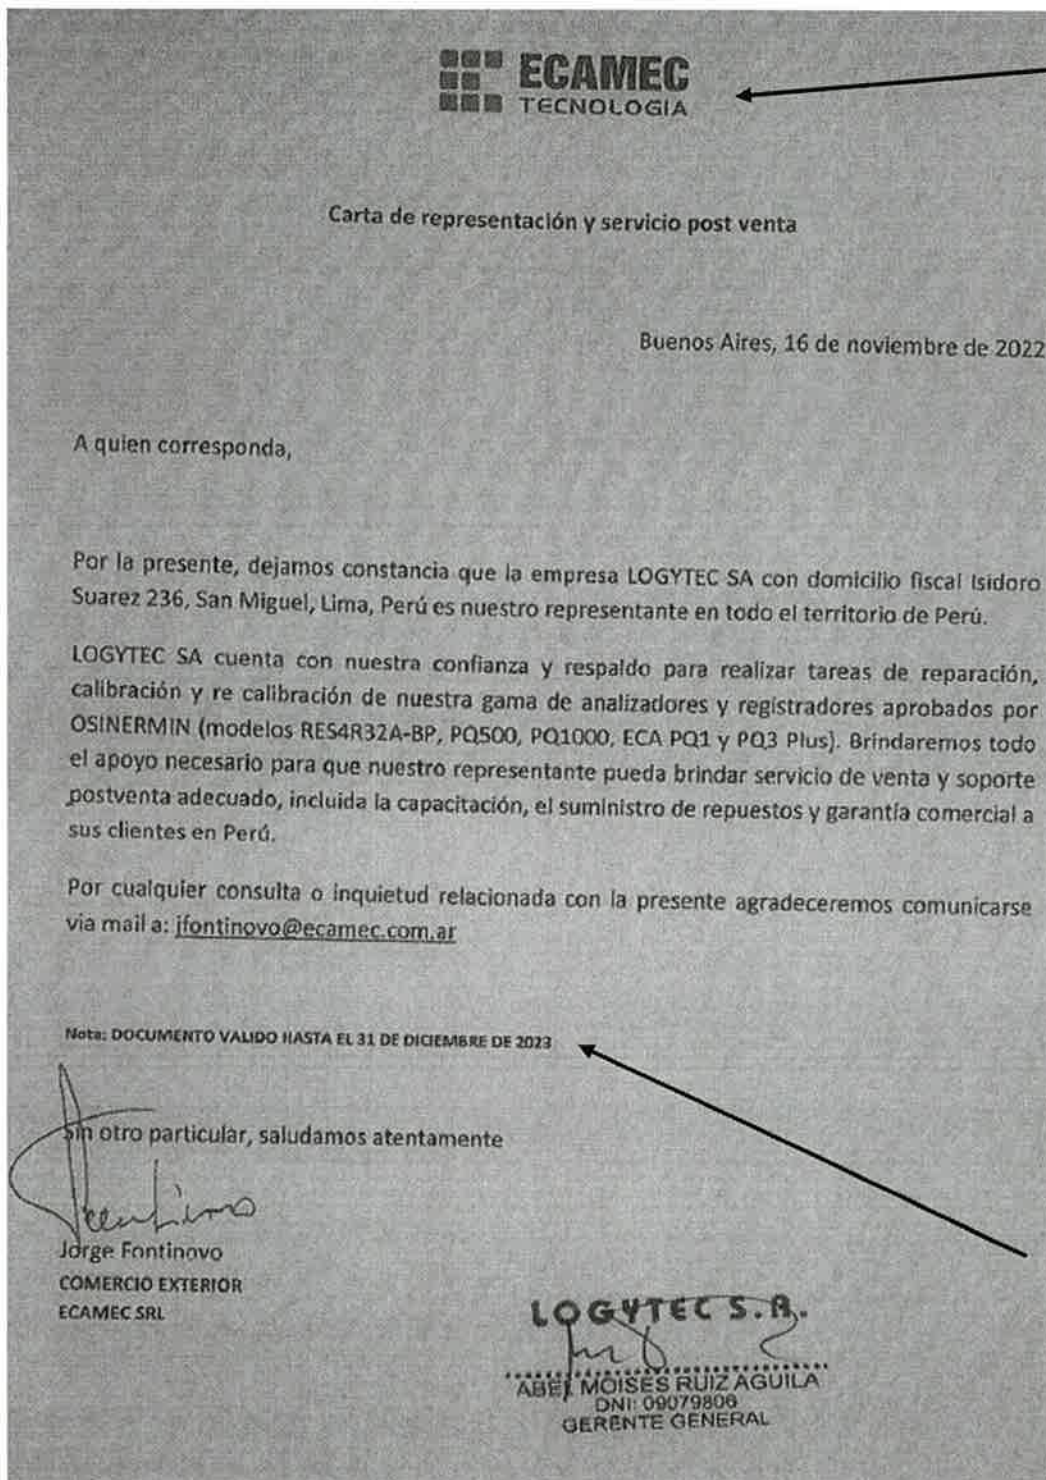 ECAMEC
TECNOLOGIA
Carta de representación y servicio post venta
Buenos Aires, 16 de noviembre de 2022
A quien corresponda,
Por la presente, dejamos constancia que la empresa LOGYTEC SA con domicilio fiscal Isidoro
Suarez 236, San Miguel, Lima, Perú es nuestro representante en todo el territorio de Perú.
LOGYTEC SA cuenta con nuestra confianza y respaldo para realizar tareas de reparación,
calibración y re calibración de nuestra gama de analizadores y registradores aprobados por
OSINERMIN (modelos RES4R32A-BP, PQ500, PQ1000, ECA PQ1 y PQ3 Plus). Brindaremos todo
el apoyo necesario para que nuestro representante pueda brindar servicio de venta y soporte
postventa adecuado, incluida la capacitación, el suministro de repuestos y garantía comercial a
sus clientes en Perú.
Por cualquier consulta o inquietud relacionada con la presente agradeceremos comunicarse
via mail a: jfontinovo@ecamec.com.ar
Nota: DOCUMENTO VALIDO HASTA EL 31 DE DICIEMBRE DE 2023
Sin otro particular, saludamos atentamente
Jorge Fontinovo
COMERCIO EXTERIOR
ECAMEC SRL
LOGYTEC S.A.
ABEL MOISES RUIZ AGUILA
DNI: 09079806
GERENTE GENERAL